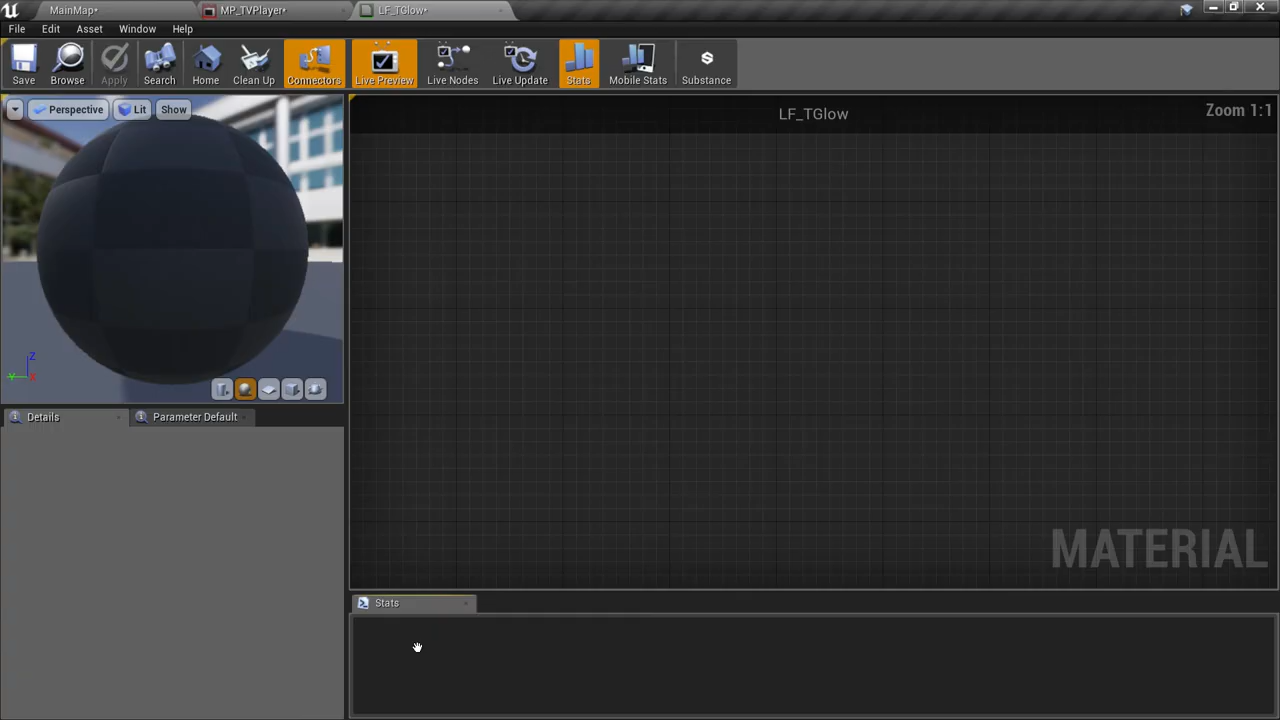 MainMap*
MP_TVPlayer*
LF_TGlow*
File Edit Asset Window Help
Save Browse Apply Search Home Clean Up Connectors Live Preview Live Nodes Live Update Stats Mobile Stats Substance
Perspective Lit Show
LF_TGlow
Zoom 1:1
Z
Y X
Details Parameter Default
MATERIAL
Stats